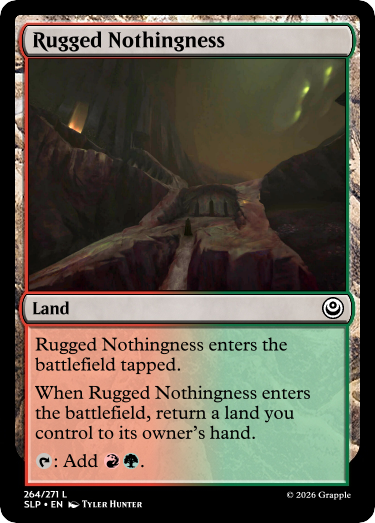 Rugged Nothingness
Land
Rugged Nothingness enters the
battlefield tapped.
When Rugged Nothingness enters
the battlefield, return a land you
control to its owner's hand.
: Add .
264/271 L
SLP • EN Tyler Hunter
© 2026 Grapple